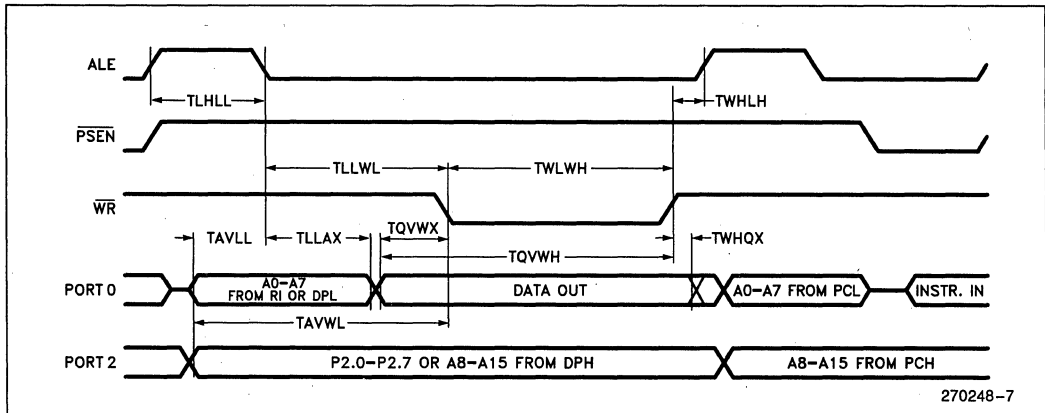 ALE
TLHLL
TWHLH
PSEN
TLLWL
TWLWH
WR
TAVLL
TLLAX
TQVWX
TWHQX
TQVWH
PORT 0
A0–A7
FROM RI OR DPL
DATA OUT
A0–A7 FROM PCL
INSTR. IN
TAVWL
PORT 2
P2.0–P2.7 OR A8–A15 FROM DPH
A8–A15 FROM PCH
270248–7